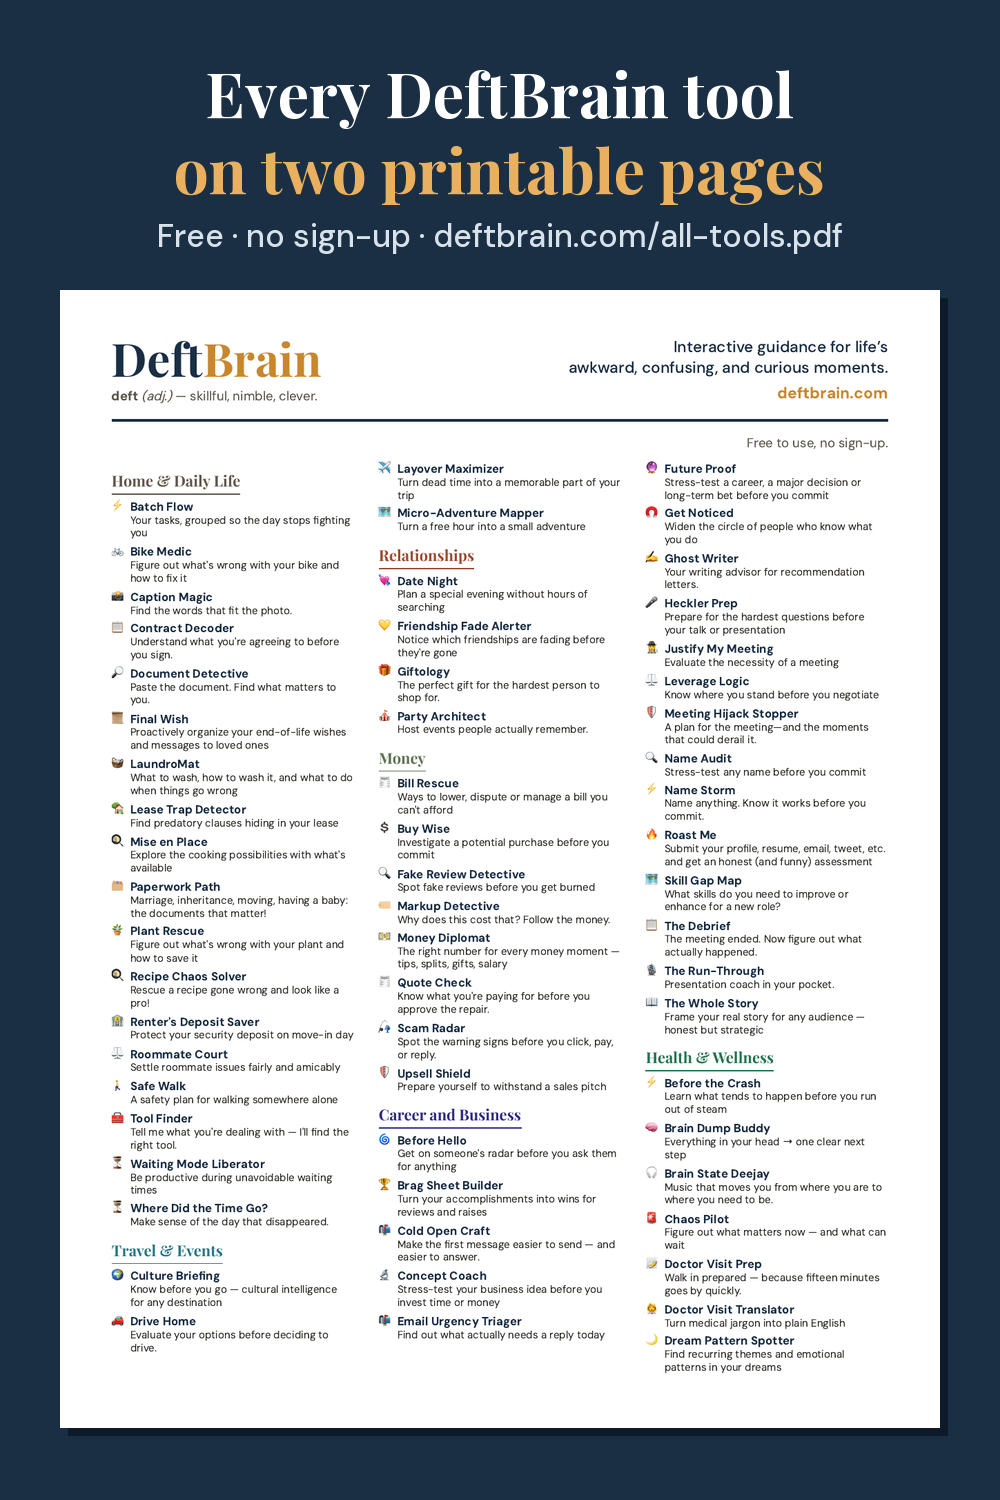 Every DeftBrain tool
on two printable pages
Free · no sign-up · deftbrain.com/all-tools.pdf
DeftBrain
deft (adj.) — skillful, nimble, clever.
Interactive guidance for life's
awkward, confusing, and curious moments.
deftbrain.com
Free to use, no sign-up.
Home & Daily Life
Batch Flow
Your tasks, grouped so the day stops fighting
you
Bike Medic
Figure out what's wrong with your bike and
how to fix it
Caption Magic
Find the words that fit the photo.
Contract Decoder
Understand what you're agreeing to before
you sign.
Document Detective
Paste the document. Find what matters to
you.
Final Wish
Proactively organize your end-of-life wishes
and messages to loved ones
LaundroMat
What to wash, how to wash it, and what to do
when things go wrong
Lease Trap Detector
Find predatory clauses hiding in your lease
Mise en Place
Explore the cooking possibilities with what's
available
Paperwork Path
Marriage, inheritance, moving, having a baby:
the documents that matter!
Plant Rescue
Figure out what's wrong with your plant and
how to save it
Recipe Chaos Solver
Rescue a recipe gone wrong and look like a
pro!
Renter's Deposit Saver
Protect your security deposit on move-in day
Roommate Court
Settle roommate issues fairly and amicably
Safe Walk
A safety plan for walking somewhere alone
Tool Finder
Tell me what you're dealing with — I'll find the
right tool.
Waiting Mode Liberator
Be productive during unavoidable waiting
times
Where Did the Time Go?
Make sense of the day that disappeared.
Travel & Events
Culture Briefing
Know before you go — cultural intelligence
for any destination
Drive Home
Evaluate your options before deciding to
drive.
Layover Maximizer
Turn dead time into a memorable part of your
trip
Micro-Adventure Mapper
Turn a free hour into a small adventure
Relationships
Date Night
Plan a special evening without hours of
searching
Friendship Fade Alerter
Notice which friendships are fading before
they're gone
Giftology
The perfect gift for the hardest person to
shop for.
Party Architect
Host events people actually remember.
Money
Bill Rescue
Ways to lower, dispute or manage a bill you
can't afford
Buy Wise
Investigate a potential purchase before you
commit
Fake Review Detective
Spot fake reviews before you get burned
Markup Detective
Why does this cost that? Follow the money.
Money Diplomat
The right number for every money moment —
tips, splits, gifts, salary
Quote Check
Know what you're paying for before you
approve the repair.
Scam Radar
Spot the warning signs before you click, pay,
or reply.
Upsell Shield
Prepare yourself to withstand a sales pitch
Career and Business
Before Hello
Get on someone's radar before you ask them
for anything
Brag Sheet Builder
Turn your accomplishments into wins for
reviews and raises
Cold Open Craft
Make the first message easier to send — and
easier to answer.
Concept Coach
Stress-test your business idea before you
invest time or money
Email Urgency Triager
Find out what actually needs a reply today
Future Proof
Stress-test a career, a major decision or
long-term bet before you commit
Get Noticed
Widen the circle of people who know what
you do
Ghost Writer
Your writing advisor for recommendation
letters.
Heckler Prep
Prepare for the hardest questions before
your talk or presentation
Justify My Meeting
Evaluate the necessity of a meeting
Leverage Logic
Know where you stand before you negotiate
Meeting Hijack Stopper
A plan for the meeting—and the moments
that could derail it.
Name Audit
Stress-test any name before you commit
Name Storm
Name anything. Know it works before you
commit.
Roast Me
Submit your profile, resume, email, tweet, etc.
and get an honest (and funny) assessment
Skill Gap Map
What skills do you need to improve or
enhance for a new role?
The Debrief
The meeting ended. Now figure out what
actually happened.
The Run-Through
Presentation coach in your pocket.
The Whole Story
Frame your real story for any audience —
honest but strategic
Health & Wellness
Before the Crash
Learn what tends to happen before you run
out of steam
Brain Dump Buddy
Everything in your head → one clear next
step
Brain State Deejay
Music that moves you from where you are to
where you need to be.
Chaos Pilot
Figure out what matters now — and what can
wait
Doctor Visit Prep
Walk in prepared — because fifteen minutes
goes by quickly.
Doctor Visit Translator
Turn medical jargon into plain English
Dream Pattern Spotter
Find recurring themes and emotional
patterns in your dreams